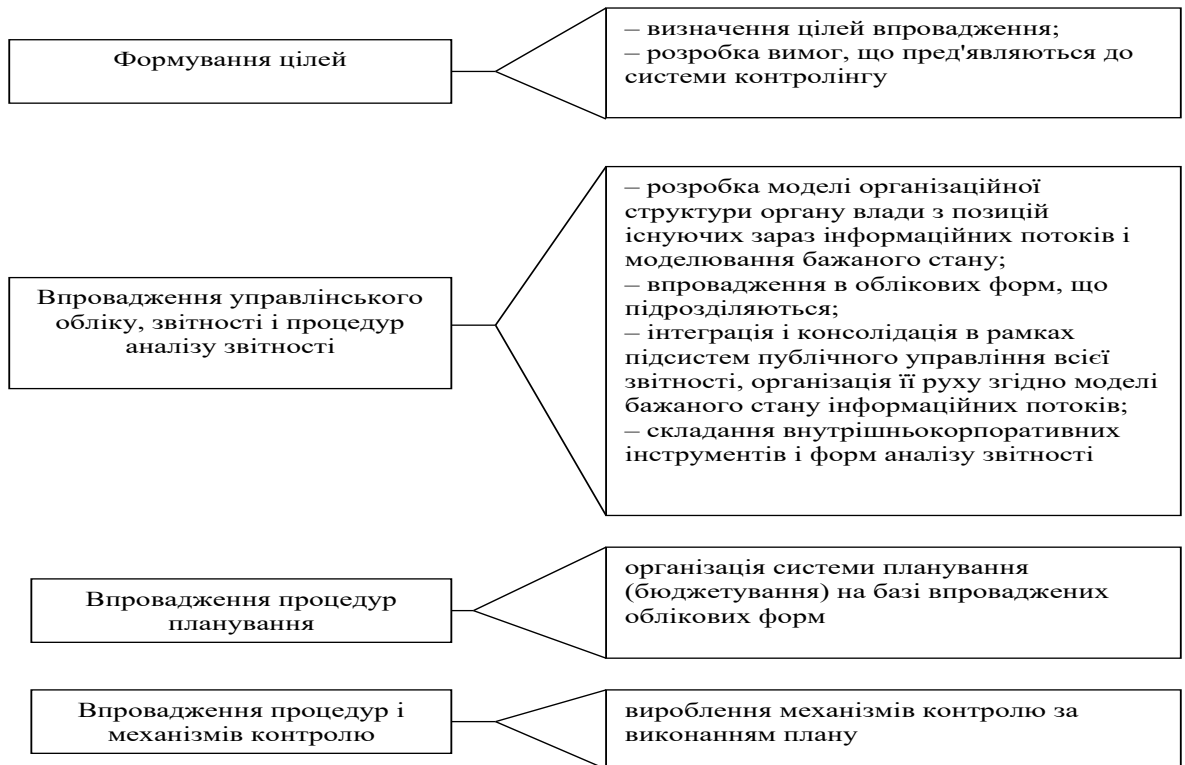 Формування цілей
– визначення цілей впровадження;
– розробка вимог, що пред'являються до
системи контролінгу
Впровадження управлінського
обліку, звітності і процедур
аналізу звітності
– розробка моделі організаційної
структури органу влади з позицій
існуючих зараз інформаційних потоків і
моделювання бажаного стану;
– впровадження в облікових форм, що
підрозділяються;
– інтеграція і консолідація в рамках
підсистем публічного управління всієї
звітності, організація її руху згідно моделі
бажаного стану інформаційних потоків;
– складання внутрішньокорпоративних
інструментів і форм аналізу звітності
Впровадження процедур
планування
організація системи планування
(бюджетування) на базі впроваджених
облікових форм
Впровадження процедур і
механізмів контролю
вироблення механізмів контролю за
виконанням плану